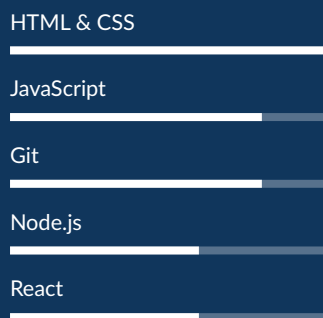 HTML & CSS
JavaScript
Git
Node.js
React